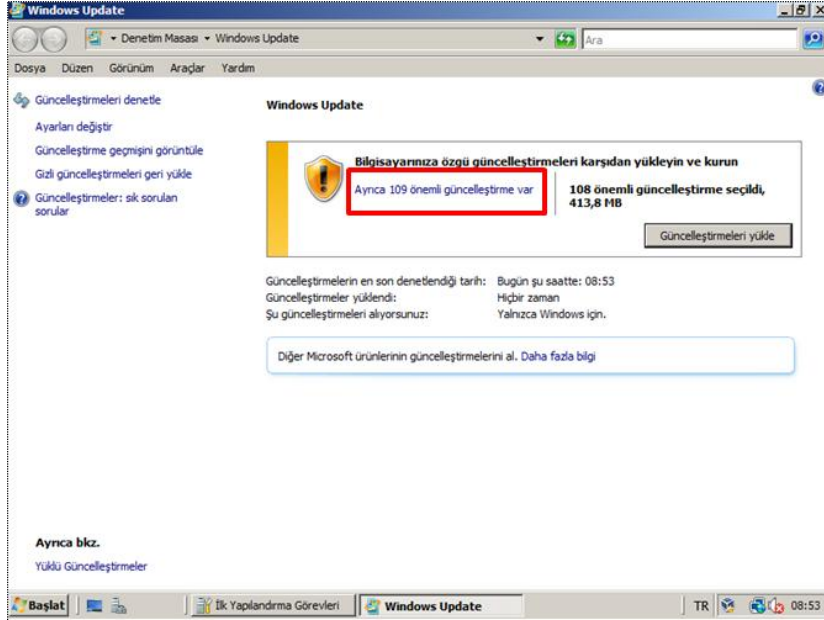 Windows Update
Denetim Masası
Windows Update
Ara
Dosya Düzen Görünüm Araçlar Yardım
Güncelleştirmeleri denetle
Ayarları değiştir
Güncelleştirme geçmişini görüntüle
Gizli güncelleştirmeleri geri yükle
Güncelleştirmeler: sık sorulan
sorular
Windows Update
Bilgisayarınıza özgü güncelleştirmeleri karşıdan yükleyin ve kurun
Ayrıca 109 önemli güncelleştirme var
108 önemli güncelleştirme seçildi,
413,8 MB
Güncelleştirmeleri yükle
Güncelleştirmelerin en son denetlendiği tarih: Bugün şu saatte: 08:53
Güncelleştirmeler yüklendi: Hiçbir zaman
Şu güncelleştirmeleri alıyorsunuz: Yalnızca Windows için.
Diğer Microsoft ürünlerinin güncelleştirmelerini al. Daha fazla bilgi
Ayrıca bkz.
Yüklü Güncelleştirmeler
Başlat
İlk Yapılandırma Görevleri
Windows Update
TR
08:53